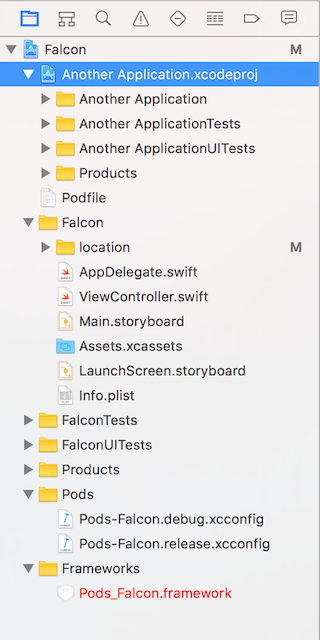 Falcon M
Another Application.xcodeproj
Another Application
Another ApplicationTests
Another ApplicationUITests
Products
Podfile
Falcon
location M
AppDelegate.swift
ViewController.swift
Main.storyboard
Assets.xcassets
LaunchScreen.storyboard
Info.plist
FalconTests
FalconUITests
Products
Pods
Pods-Falcon.debug.xcconfig
Pods-Falcon.release.xcconfig
Frameworks
Pods_Falcon.framework